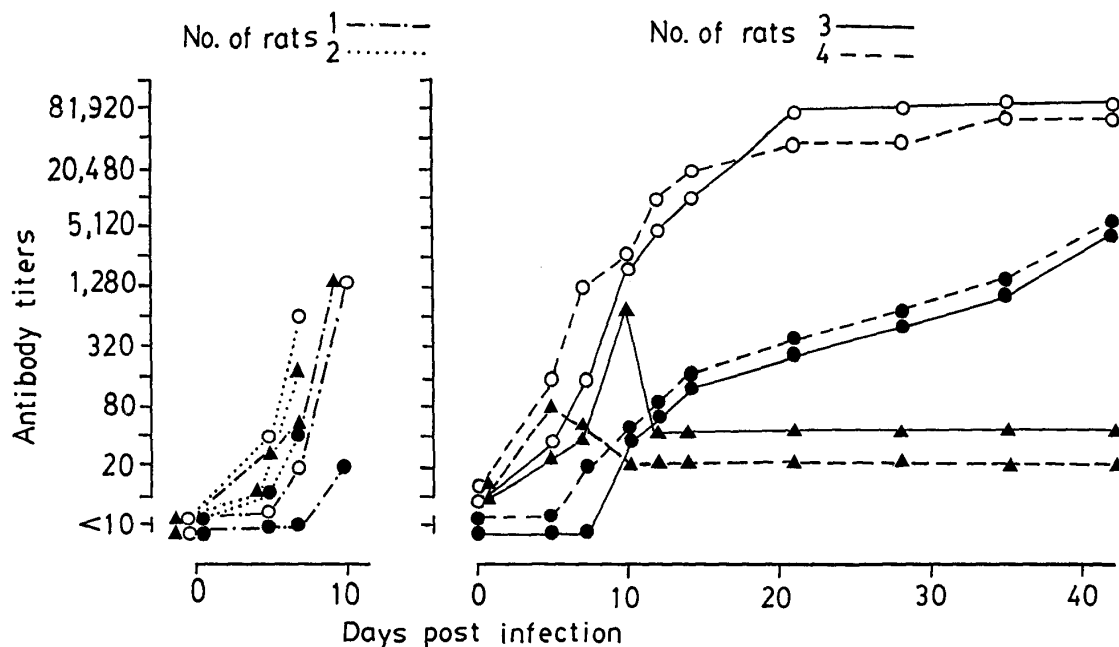 No. of rats 1
2
No. of rats 3
4
Antibody titers
81,920
20,480
5,120
1,280
320
80
20
<10
0 10
0 10 20 30 40
Days post infection